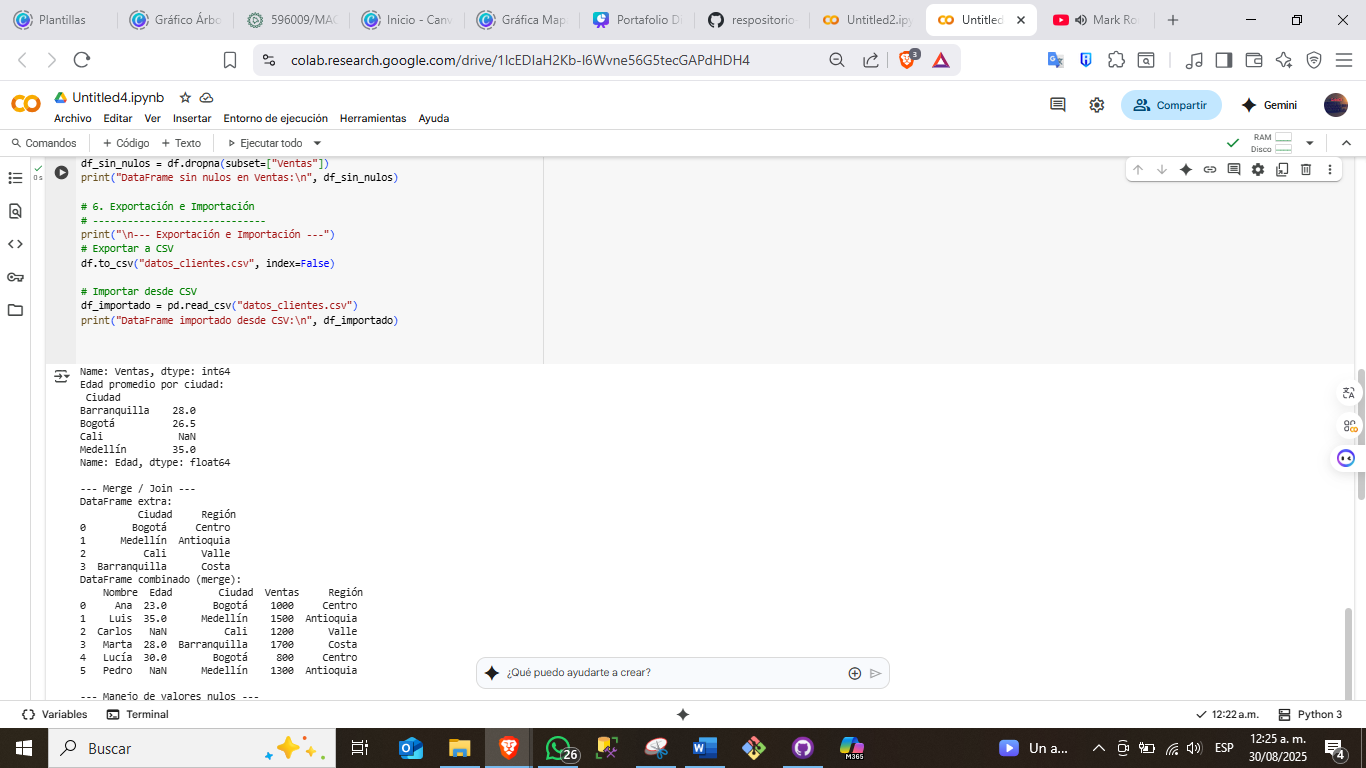 Plantillas
Gráfico Árbo
596009/MAC
Inicio - Canv
Gráfica Map
Portafolio Di
respositorio
Untitled2.ipy
Untitled
Mark Ro
colab.research.google.com/drive/1IcEDIaH2Kb-I6Wvne56G5tecGAPdHDH4
3
Untitled4.ipynb
Archivo Editar Ver Insertar Entorno de ejecución Herramientas Ayuda
Compartir
Gemini
Comandos + Código + Texto Ejecutar todo
RAM
Disco
0 s
df_sin_nulos = df.dropna(subset=["Ventas"])
print("DataFrame sin nulos en Ventas:\n", df_sin_nulos)
# 6. Exportación e Importación
# ------------------------------
print("\n--- Exportación e Importación ---")
# Exportar a CSV
df.to_csv("datos_clientes.csv", index=False)
# Importar desde CSV
df_importado = pd.read_csv("datos_clientes.csv")
print("DataFrame importado desde CSV:\n", df_importado)
Name: Ventas, dtype: int64
Edad promedio por ciudad:
Ciudad
Barranquilla 28.0
Bogotá 26.5
Cali NaN
Medellín 35.0
Name: Edad, dtype: float64
--- Merge / Join ---
DataFrame extra:
Ciudad Región
0 Bogotá Centro
1 Medellín Antioquia
2 Cali Valle
3 Barranquilla Costa
DataFrame combinado (merge):
Nombre Edad Ciudad Ventas Región
0 Ana 23.0 Bogotá 1000 Centro
1 Luis 35.0 Medellín 1500 Antioquia
2 Carlos NaN Cali 1200 Valle
3 Marta 28.0 Barranquilla 1700 Costa
4 Lucía 30.0 Bogotá 800 Centro
5 Pedro NaN Medellín 1300 Antioquia
--- Manejo de valores nulos ---
¿Qué puedo ayudarte a crear?
Variables Terminal
12:22 a.m. Python 3
Buscar
26
M365
Un a...
ESP
12:25 a. m.
30/08/2025
4